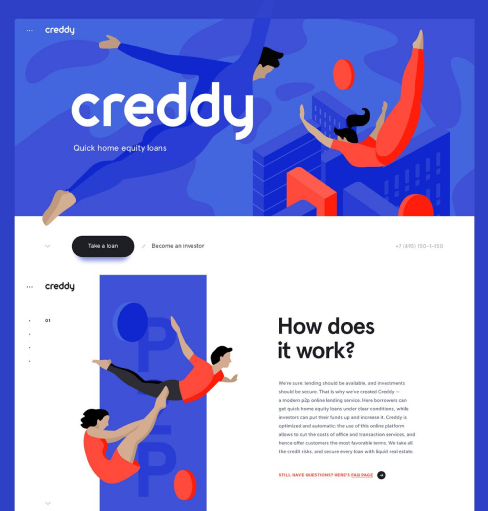 creddy
creddy
Quick home equity loans
Take a loan
Become an investor
+7 (495) 150-1-150
creddy
01
P
P
How does
it work?
We're sure: lending should be available, and investments
should be secure. That is why we've created Creddy —
a modern p2p online lending service. Here borrowers can
get quick home equity loans under clear conditions, while
investors can put their funds up and increase it. Creddy is
optimized and automatic: the use of this online platform
allows to cut the costs of office and transaction services, and
hence offer customers the most favorable terms. We take all
the credit risks, and secure every loan with liquid real estate.
STILL HAVE QUESTIONS? HERE'S FAQ PAGE